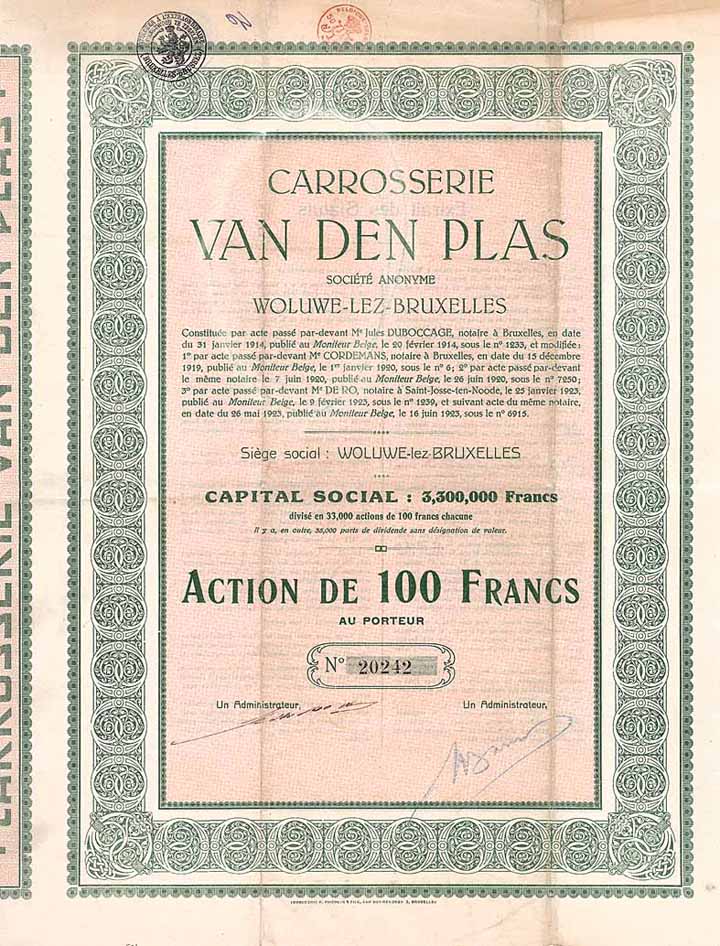 CARROSSERIE
VAN DEN PLAS
SOCIÉTÉ ANONYME
WOLUWE-LEZ-BRUXELLES
Constituée par acte passé par-devant Me Jules DUBOCCAGE, notaire à Bruxelles, en date
du 31 janvier 1914, publié au Moniteur Belge, le 20 février 1914, sous le n° 1233, et modifiée:
1° par acte passé par-devant Me CORDEMANS, notaire à Bruxelles, en date du 15 décembre
1919, publié au Moniteur Belge, le 1er janvier 1920, sous le n° 6; 2° par acte passé par-devant
le même notaire le 7 juin 1920, publié au Moniteur Belge, le 26 juin 1920, sous le n° 7250;
3° par acte passé par-devant Me DE RO, notaire à Saint-Josse-ten-Noode, le 25 janvier 1923,
publié au Moniteur Belge, le 9 février 1923, sous le n° 1239, et suivant acte du même notaire,
en date du 26 mai 1923, publié au Moniteur Belge, le 16 juin 1923, sous le n° 6915.
Siège social : WOLUWE-lez-BRUXELLES
CAPITAL SOCIAL : 3,300,000 Francs
divisé en 33,000 actions de 100 francs chacune
Il y a, en outre, 38,000 parts de dividende sans désignation de valeur.
ACTION DE 100 FRANCS
AU PORTEUR
N° 20242
Un Administrateur, Un Administrateur,
CARROSSERIE VAN DEN PLAS